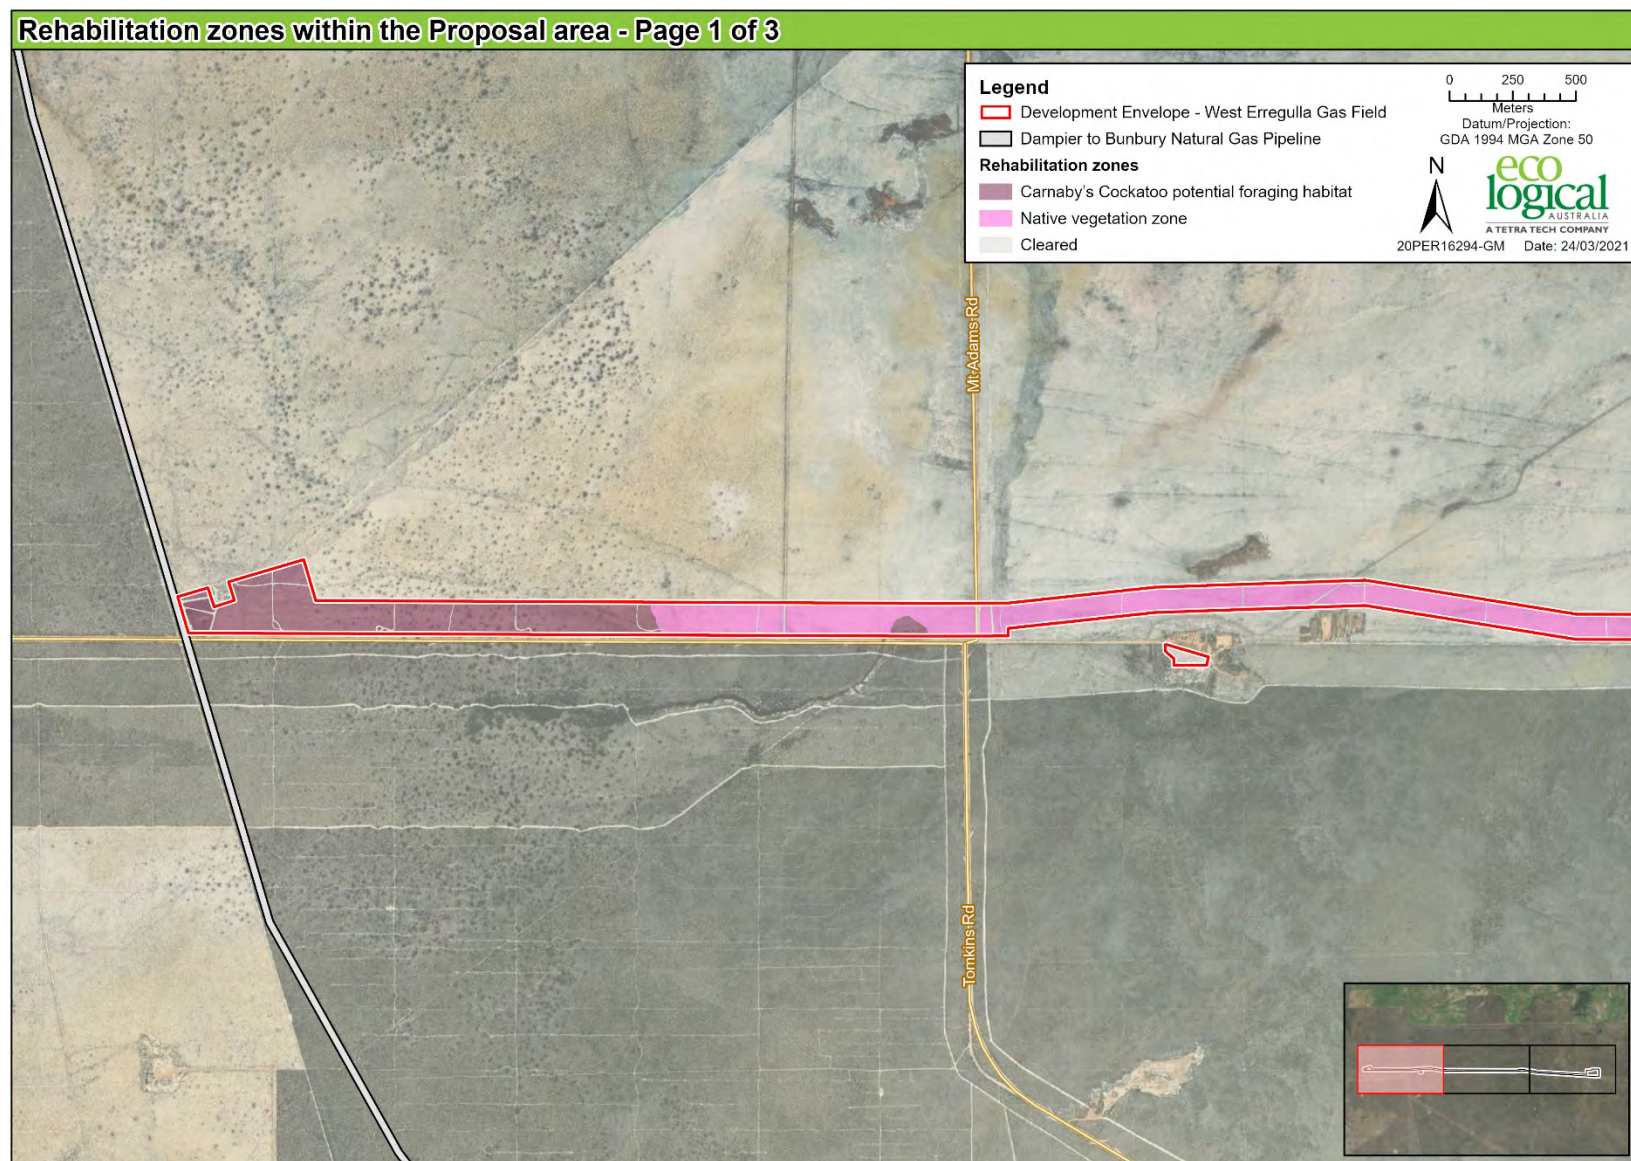 Rehabilitation zones within the Proposal area - Page 1 of 3
Legend
Development Envelope - West Erregulla Gas Field
Dampier to Bunbury Natural Gas Pipeline
Rehabilitation zones
Carnaby's Cockatoo potential foraging habitat
Native vegetation zone
Cleared
0 250 500
Meters
Datum/Projection:
GDA 1994 MGA Zone 50
N
eco
logical
AUSTRALIA
A TETRA TECH COMPANY
20PER16294-GM Date: 24/03/2021
Mt-Adams-Rd
Tomkins-Rd